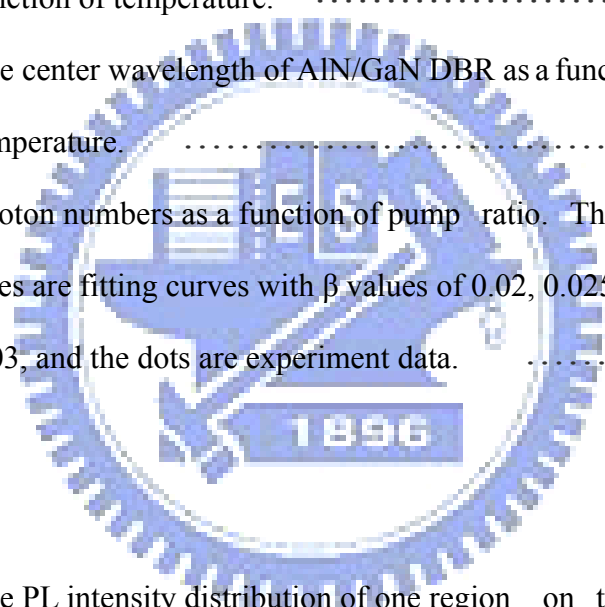 nction of temperature. ........................
e center wavelength of AlN/GaN DBR as a func
mperature. ........................
oton numbers as a function of pump ratio. Th
es are fitting curves with β values of 0.02, 0.025
03, and the dots are experiment data. ......
1896
e PL intensity distribution of one region on t